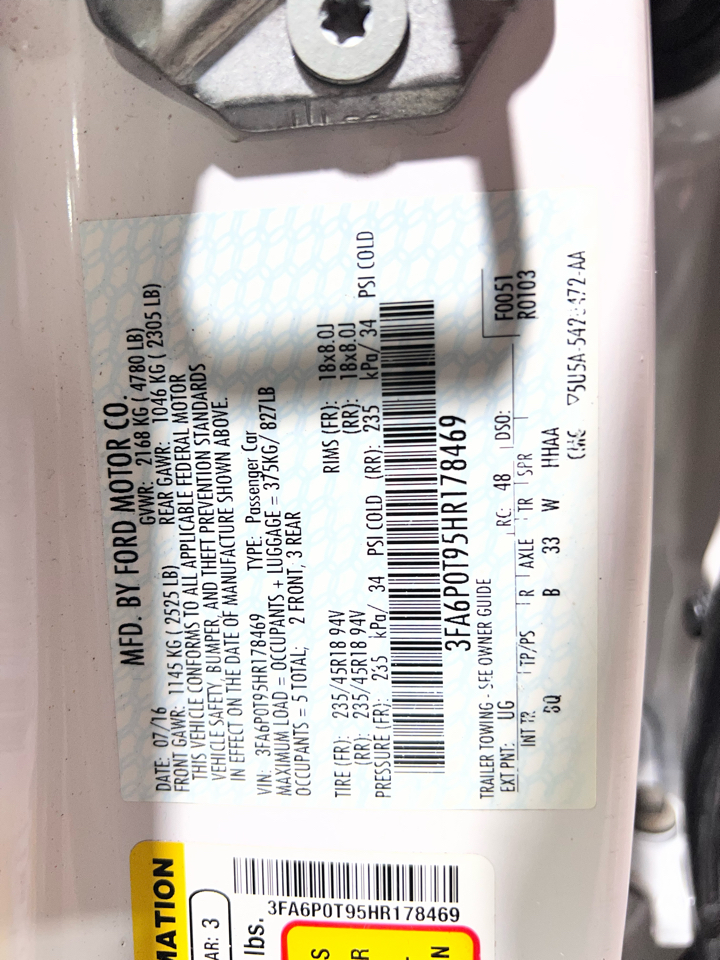 MFD. BY FORD MOTOR CO.
DATE: 07/16 GVWR: 2168 KG ( 4780 LB)
FRONT GAWR: 1145 KG ( 2525 LB) REAR GAWR: 1046 KG ( 2305 LB)
THIS VEHICLE CONFORMS TO ALL APPLICABLE FEDERAL MOTOR
VEHICLE SAFETY, BUMPER, AND THEFT PREVENTION STANDARDS
IN EFFECT ON THE DATE OF MANUFACTURE SHOWN ABOVE.
VIN: 3FA6P0T95HR178469 TYPE: Passenger Car
MAXIMUM LOAD = OCCUPANTS + LUGGAGE = 375KG/ 827LB
OCCUPANTS = 5 TOTAL; 2 FRONT, 3 REAR
TIRE (FR): 235/45R18 94V RIMS (FR): 18x8.0J
(RR): 235/45R18 94V (RR): 18x8.0J
PRESSURE (FR): 235 kPa/ 34 PSI COLD (RR): 235 kPa/ 34 PSI COLD
3FA6P0T95HR178469
TRAILER TOWING - SEE OWNER GUIDE
F0051
EXT PNT: UG RC: 48 DSO: R0103
INT TR TP/PS R AXLE TR SPR
BQ B 33 W HHAA
MATION
AR: 3
lbs.
3FA6P0T95HR178469
S
R
N